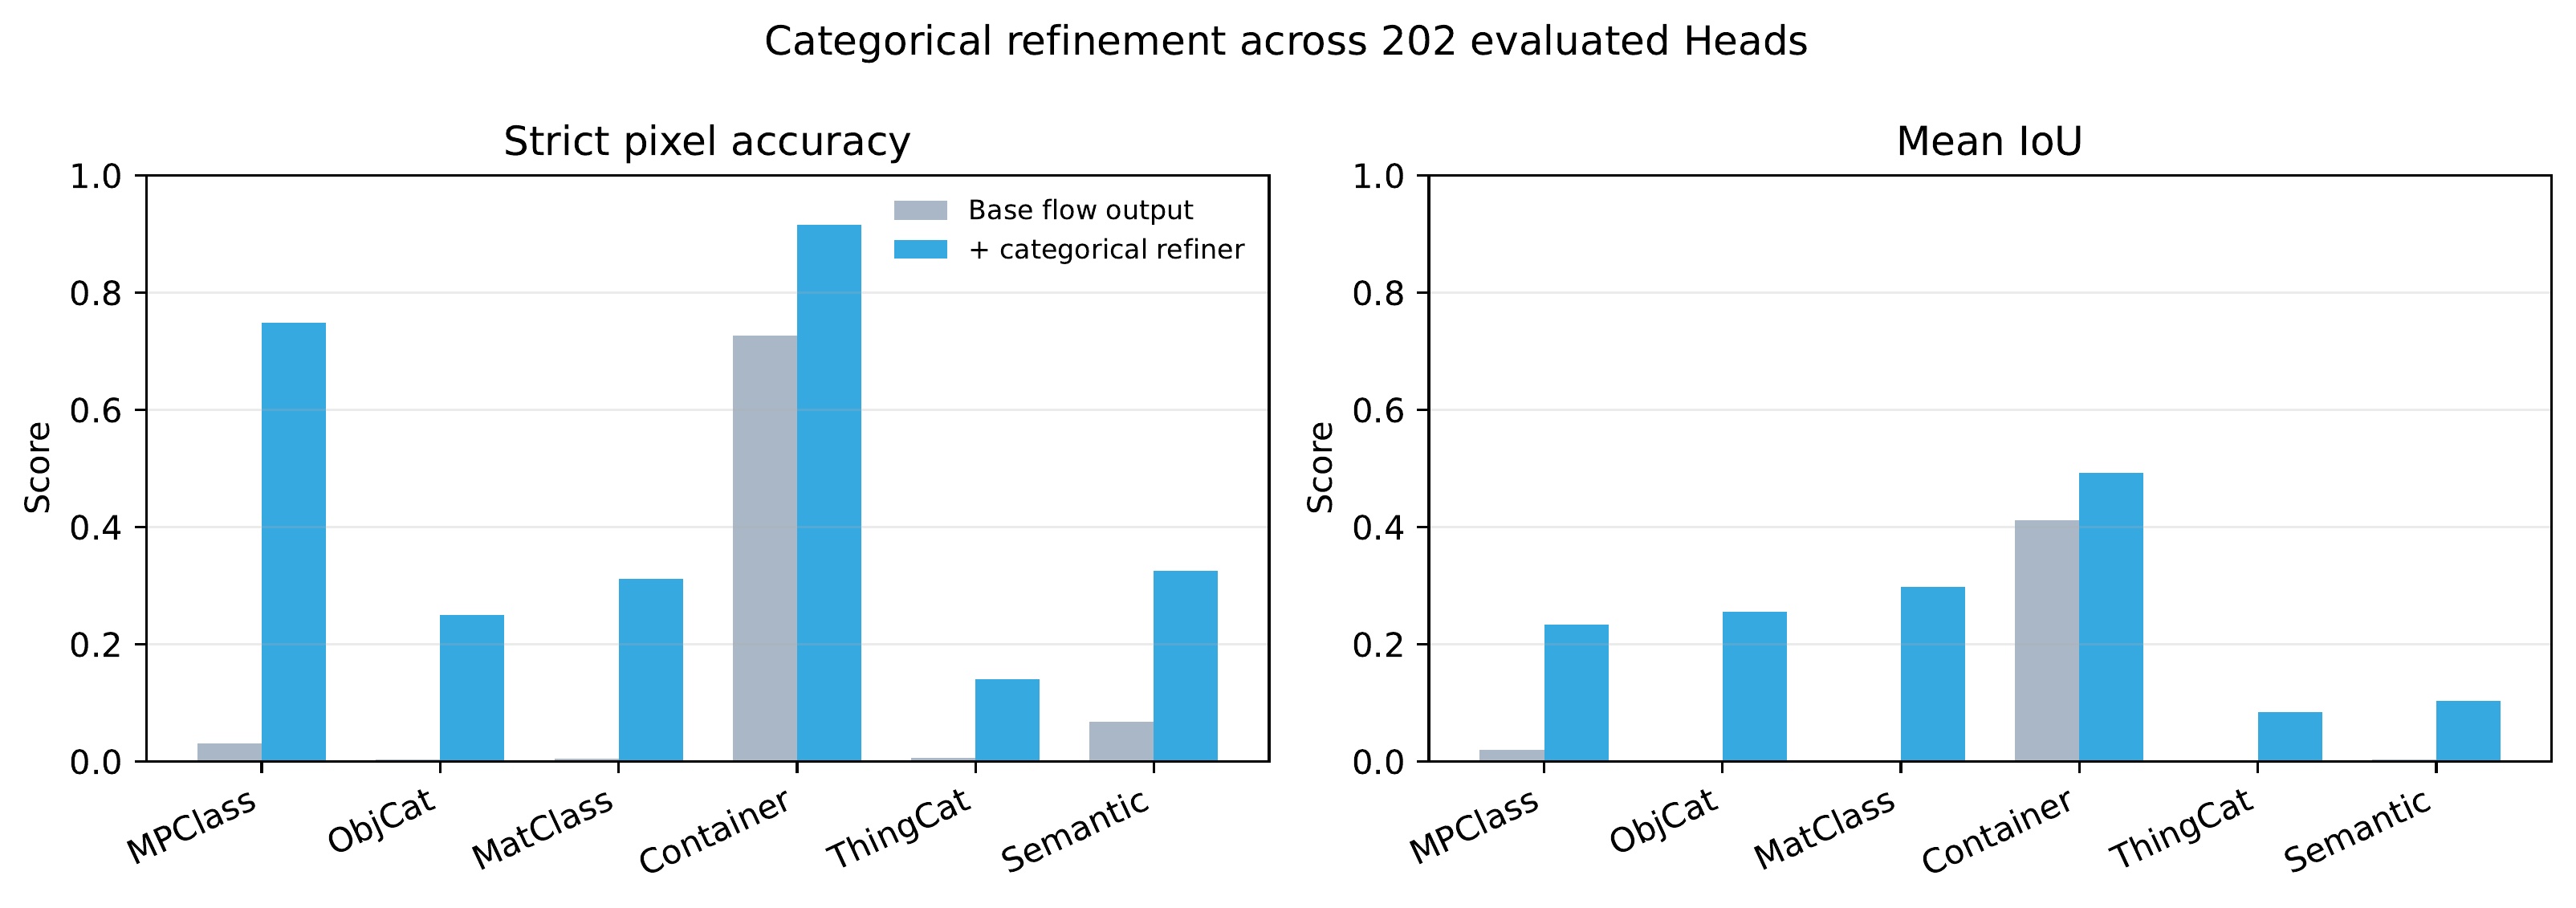 Categorical refinement across 202 evaluated Heads
Strict pixel accuracy
1.0
0.8
0.6
0.4
0.2
0.0
Score
Base flow output
+ categorical refiner
MPClass
ObjCat
MatClass
Container
ThingCat
Semantic
Mean IoU
1.0
0.8
0.6
0.4
0.2
0.0
Score
MPClass
ObjCat
MatClass
Container
ThingCat
Semantic